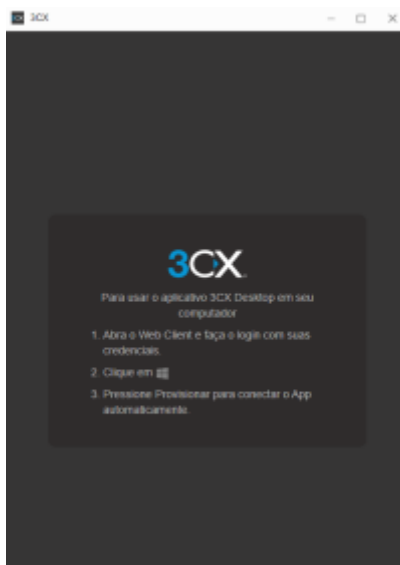 3CX
3CX
Para usar o aplicativo 3CX Desktop em seu
computador
1. Abra o Web Client e faça o login com suas
credenciais.
2. Clique em
3. Pressione Provisionar para conectar o App
automaticamente.